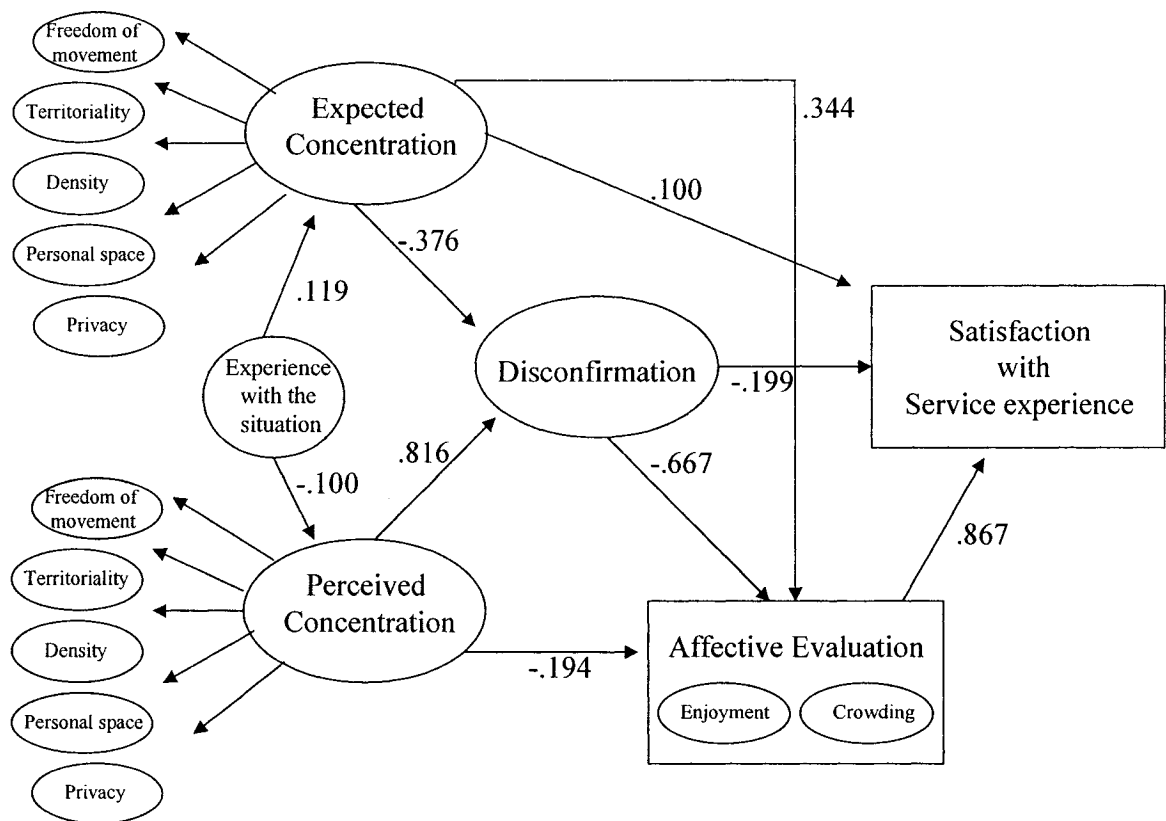 Freedom of
movement
Territoriality
Density
Personal space
Privacy
Expected
Concentration
.344
.100
-.376
.119
Experience
with the
situation
-.100
Disconfirmation
-.199
Satisfaction
with
Service experience
.816
-.667
.867
Freedom of
movement
Territoriality
Density
Personal space
Privacy
Perceived
Concentration
-.194
Affective Evaluation
Enjoyment
Crowding